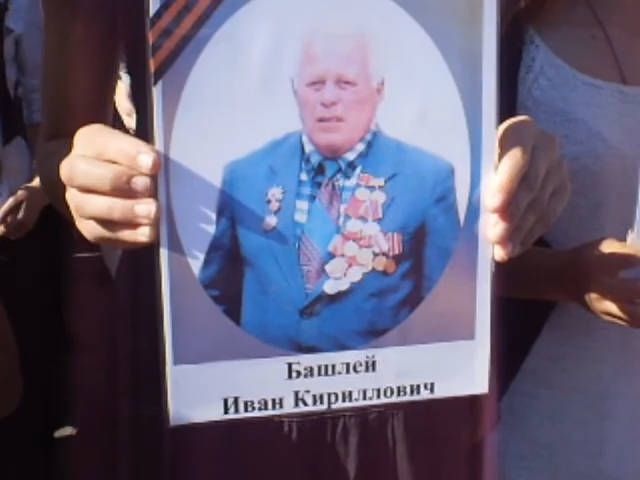 Башлей
Иван Кириллович